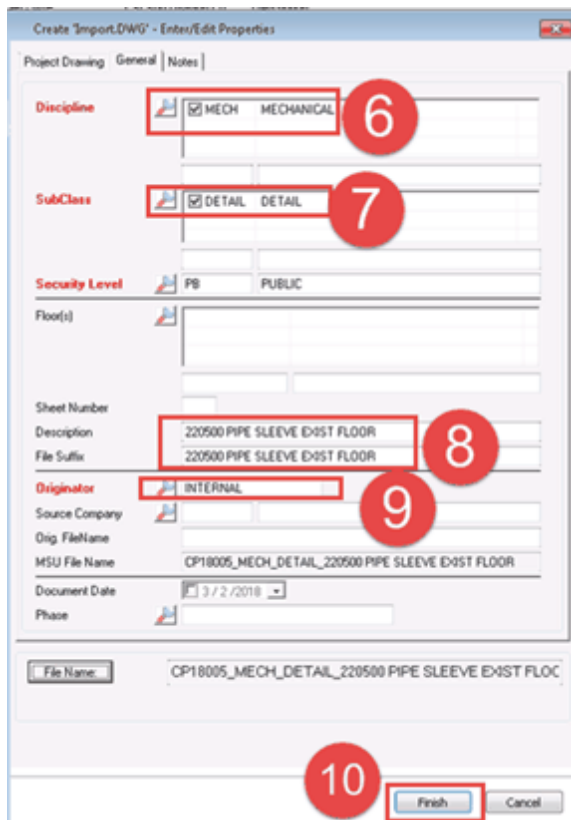 Create 'Import.DWG' - Enter/Edit Properties
Project Drawing General Notes
Discipline MECH MECHANICAL 6
SubClass DETAIL DETAIL 7
Security Level PB PUBLIC
Floor(s)
Sheet Number
Description 220500 PIPE SLEEVE EXIST FLOOR 8
File Suffix 220500 PIPE SLEEVE EXIST FLOOR
Originator INTERNAL 9
Source Company
Orig. FileName
MSU File Name CP18005_MECH_DETAIL_220500 PIPE SLEEVE EXIST FLOOR
Document Date 3 / 2 /2018
Phase
File Name: CP18005_MECH_DETAIL_220500 PIPE SLEEVE EXIST FLOC
10 Finish Cancel